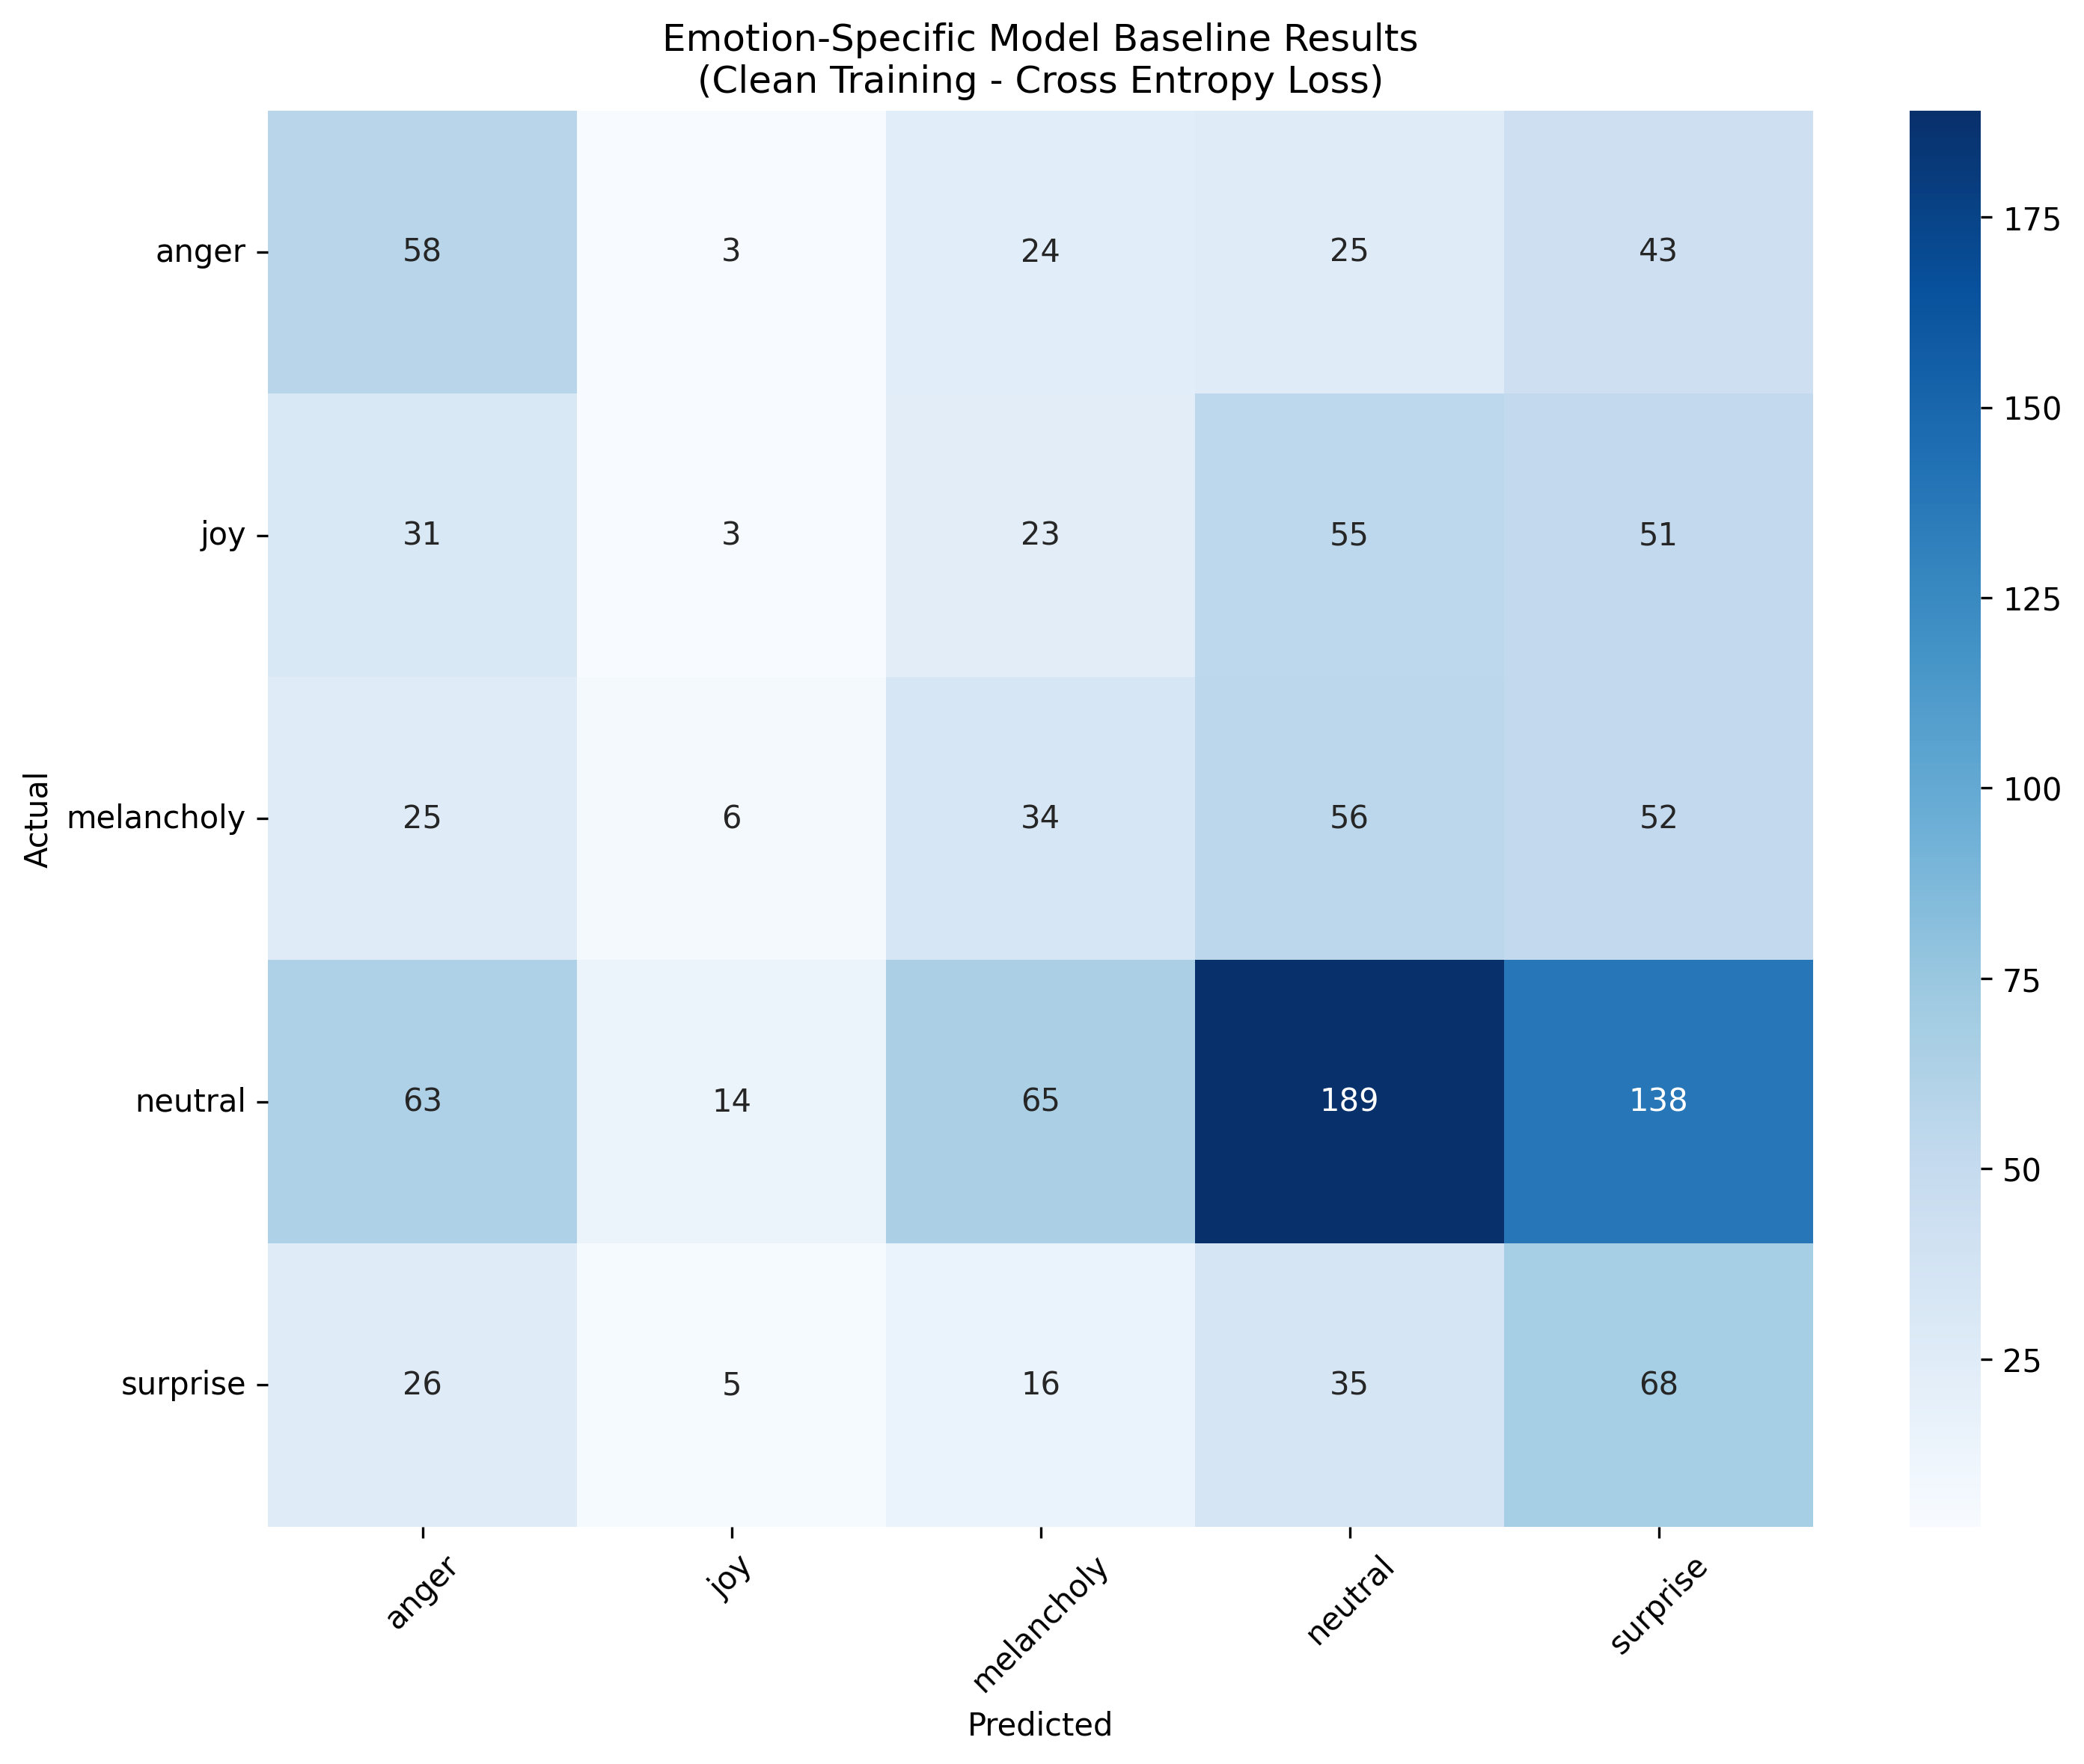 Emotion-Specific Model Baseline Results
(Clean Training - Cross Entropy Loss)
anger 58 3 24 25 43
joy 31 3 23 55 51
melancholy 25 6 34 56 52
neutral 63 14 65 189 138
surprise 26 5 16 35 68
Actual
anger joy melancholy neutral surprise
Predicted
175
150
125
100
75
50
25